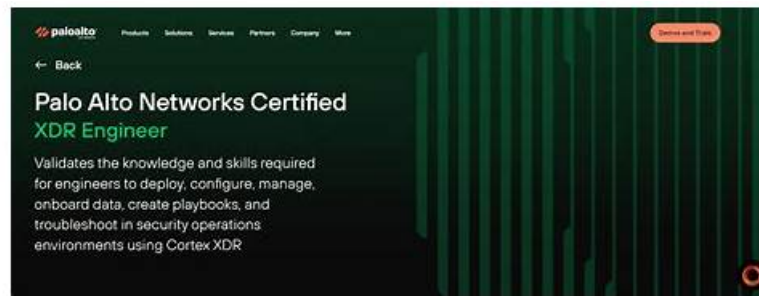 paloalto
Products Solutions Services Partners Company More
Demos and Trials
← Back
Palo Alto Networks Certified
XDR Engineer
Validates the knowledge and skills required
for engineers to deploy, configure, manage,
onboard data, create playbooks, and
troubleshoot in security operations
environments using Cortex XDR